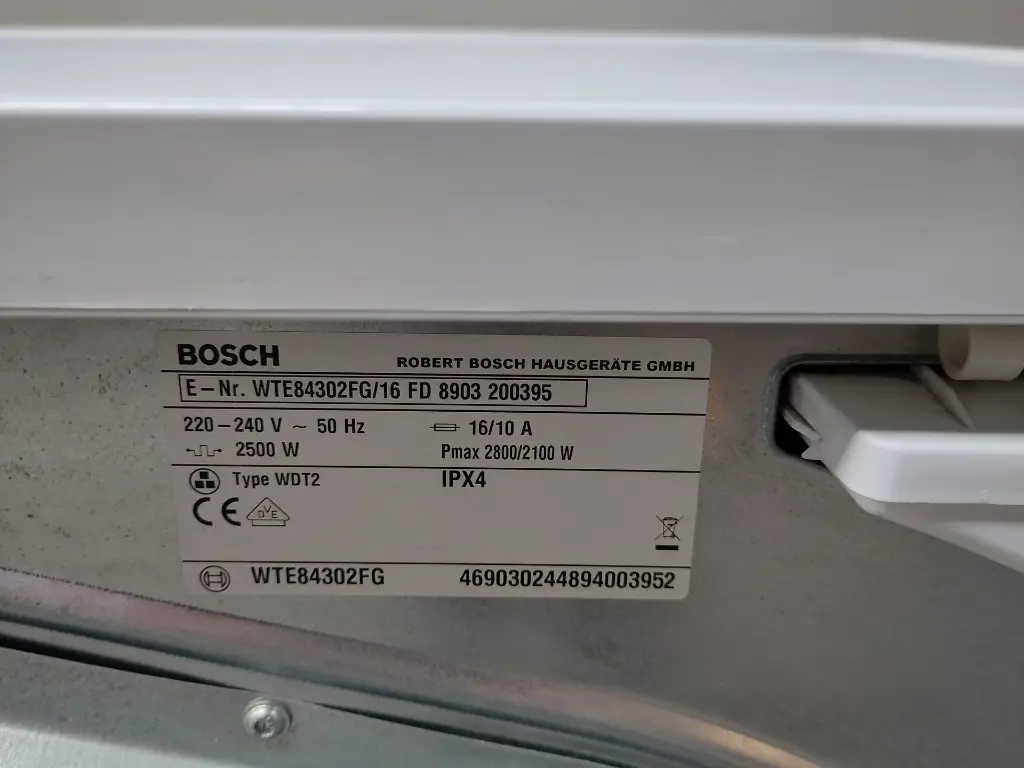 BOSCH
ROBERT BOSCH HAUSGERÄTE GMBH
E-Nr. WTE84302FG/16 FD 8903 200395
220-240 V ~ 50 Hz 16/10 A
2500 W Pmax 2800/2100 W
Type WDT2 IPX4
CE DVE
WTE84302FG 469030244894003952